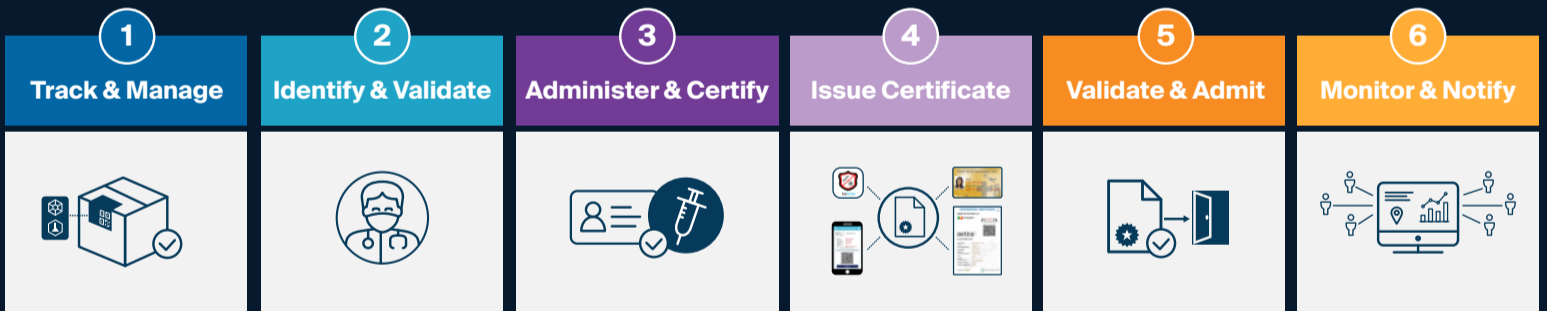 1
Track & Manage
2
Identify & Validate
3
Administer & Certify
4
Issue Certificate
5
Validate & Admit
6
Monitor & Notify